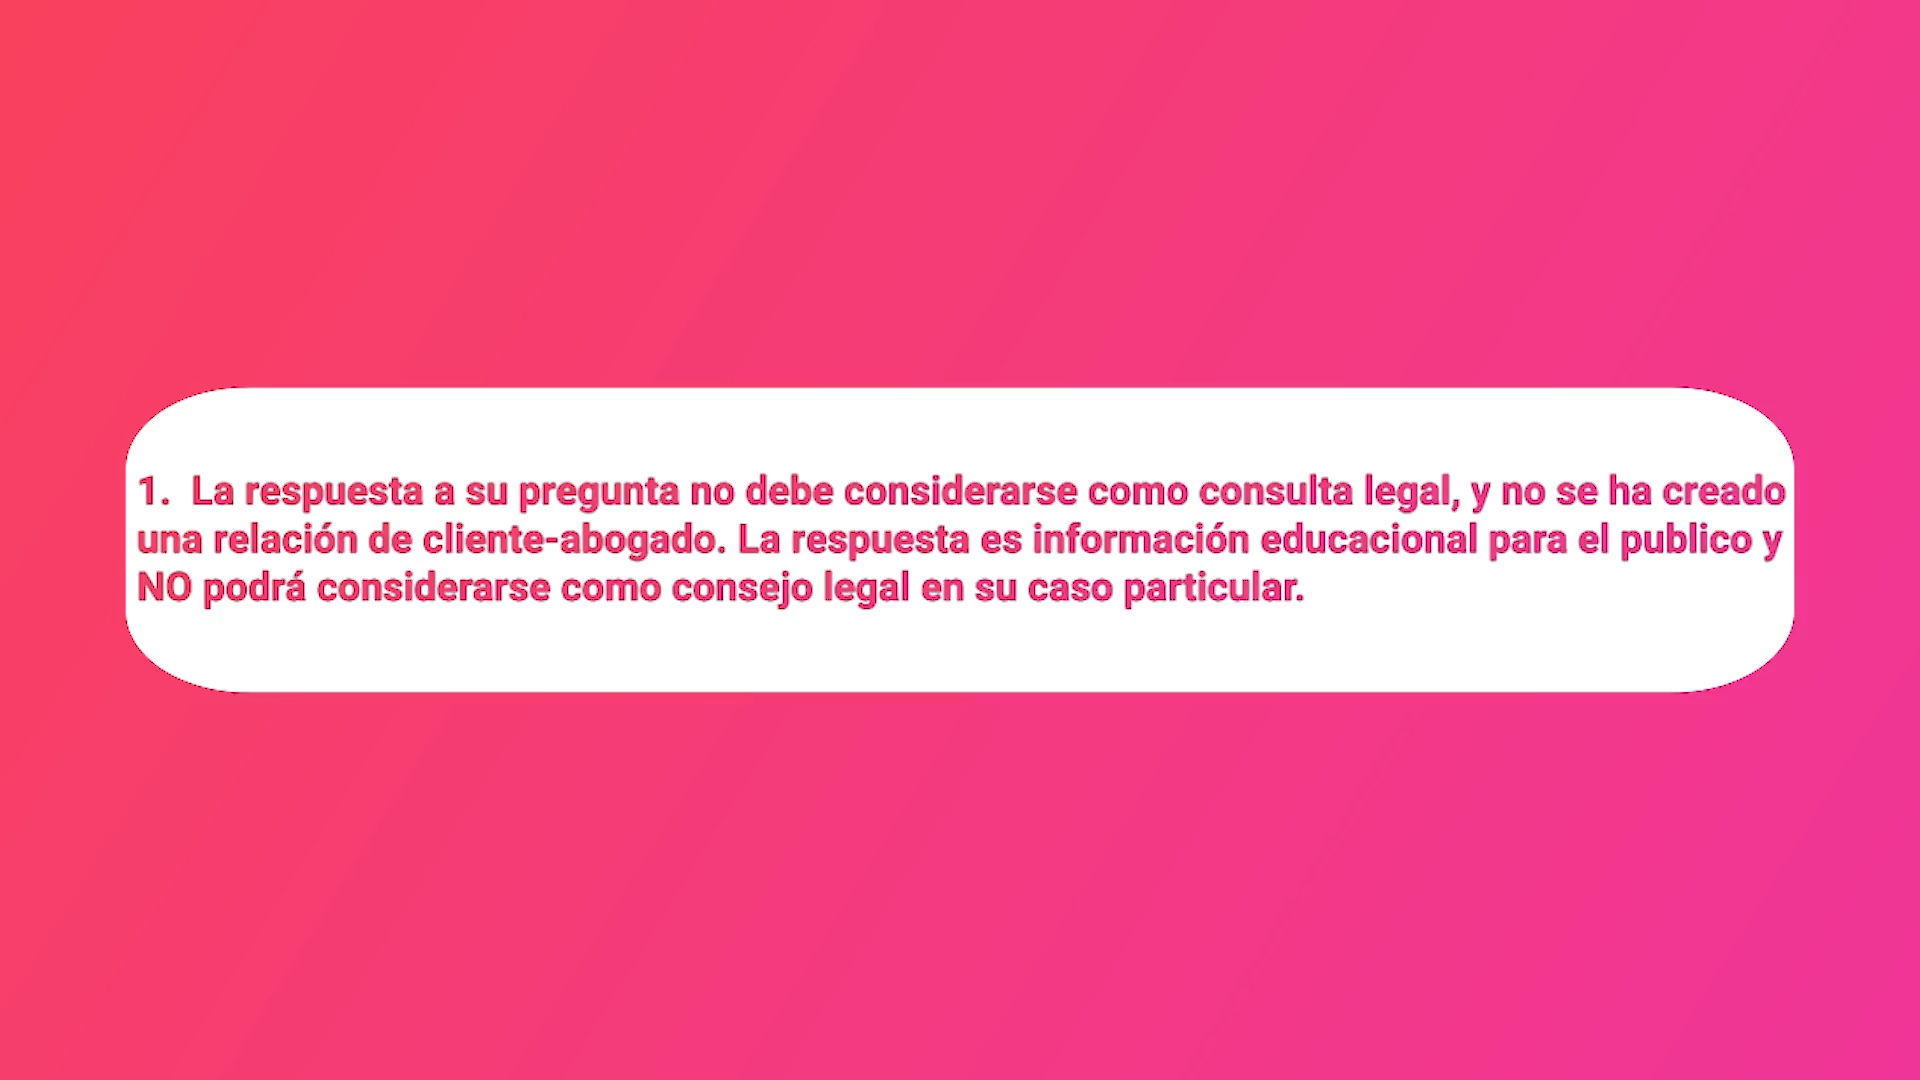 1.  La respuesta a su pregunta no debe considerarse como consulta legal, y no se ha creado
una relación de cliente-abogado. La respuesta es información educacional para el publico y
NO podrá considerarse como consejo legal en su caso particular.